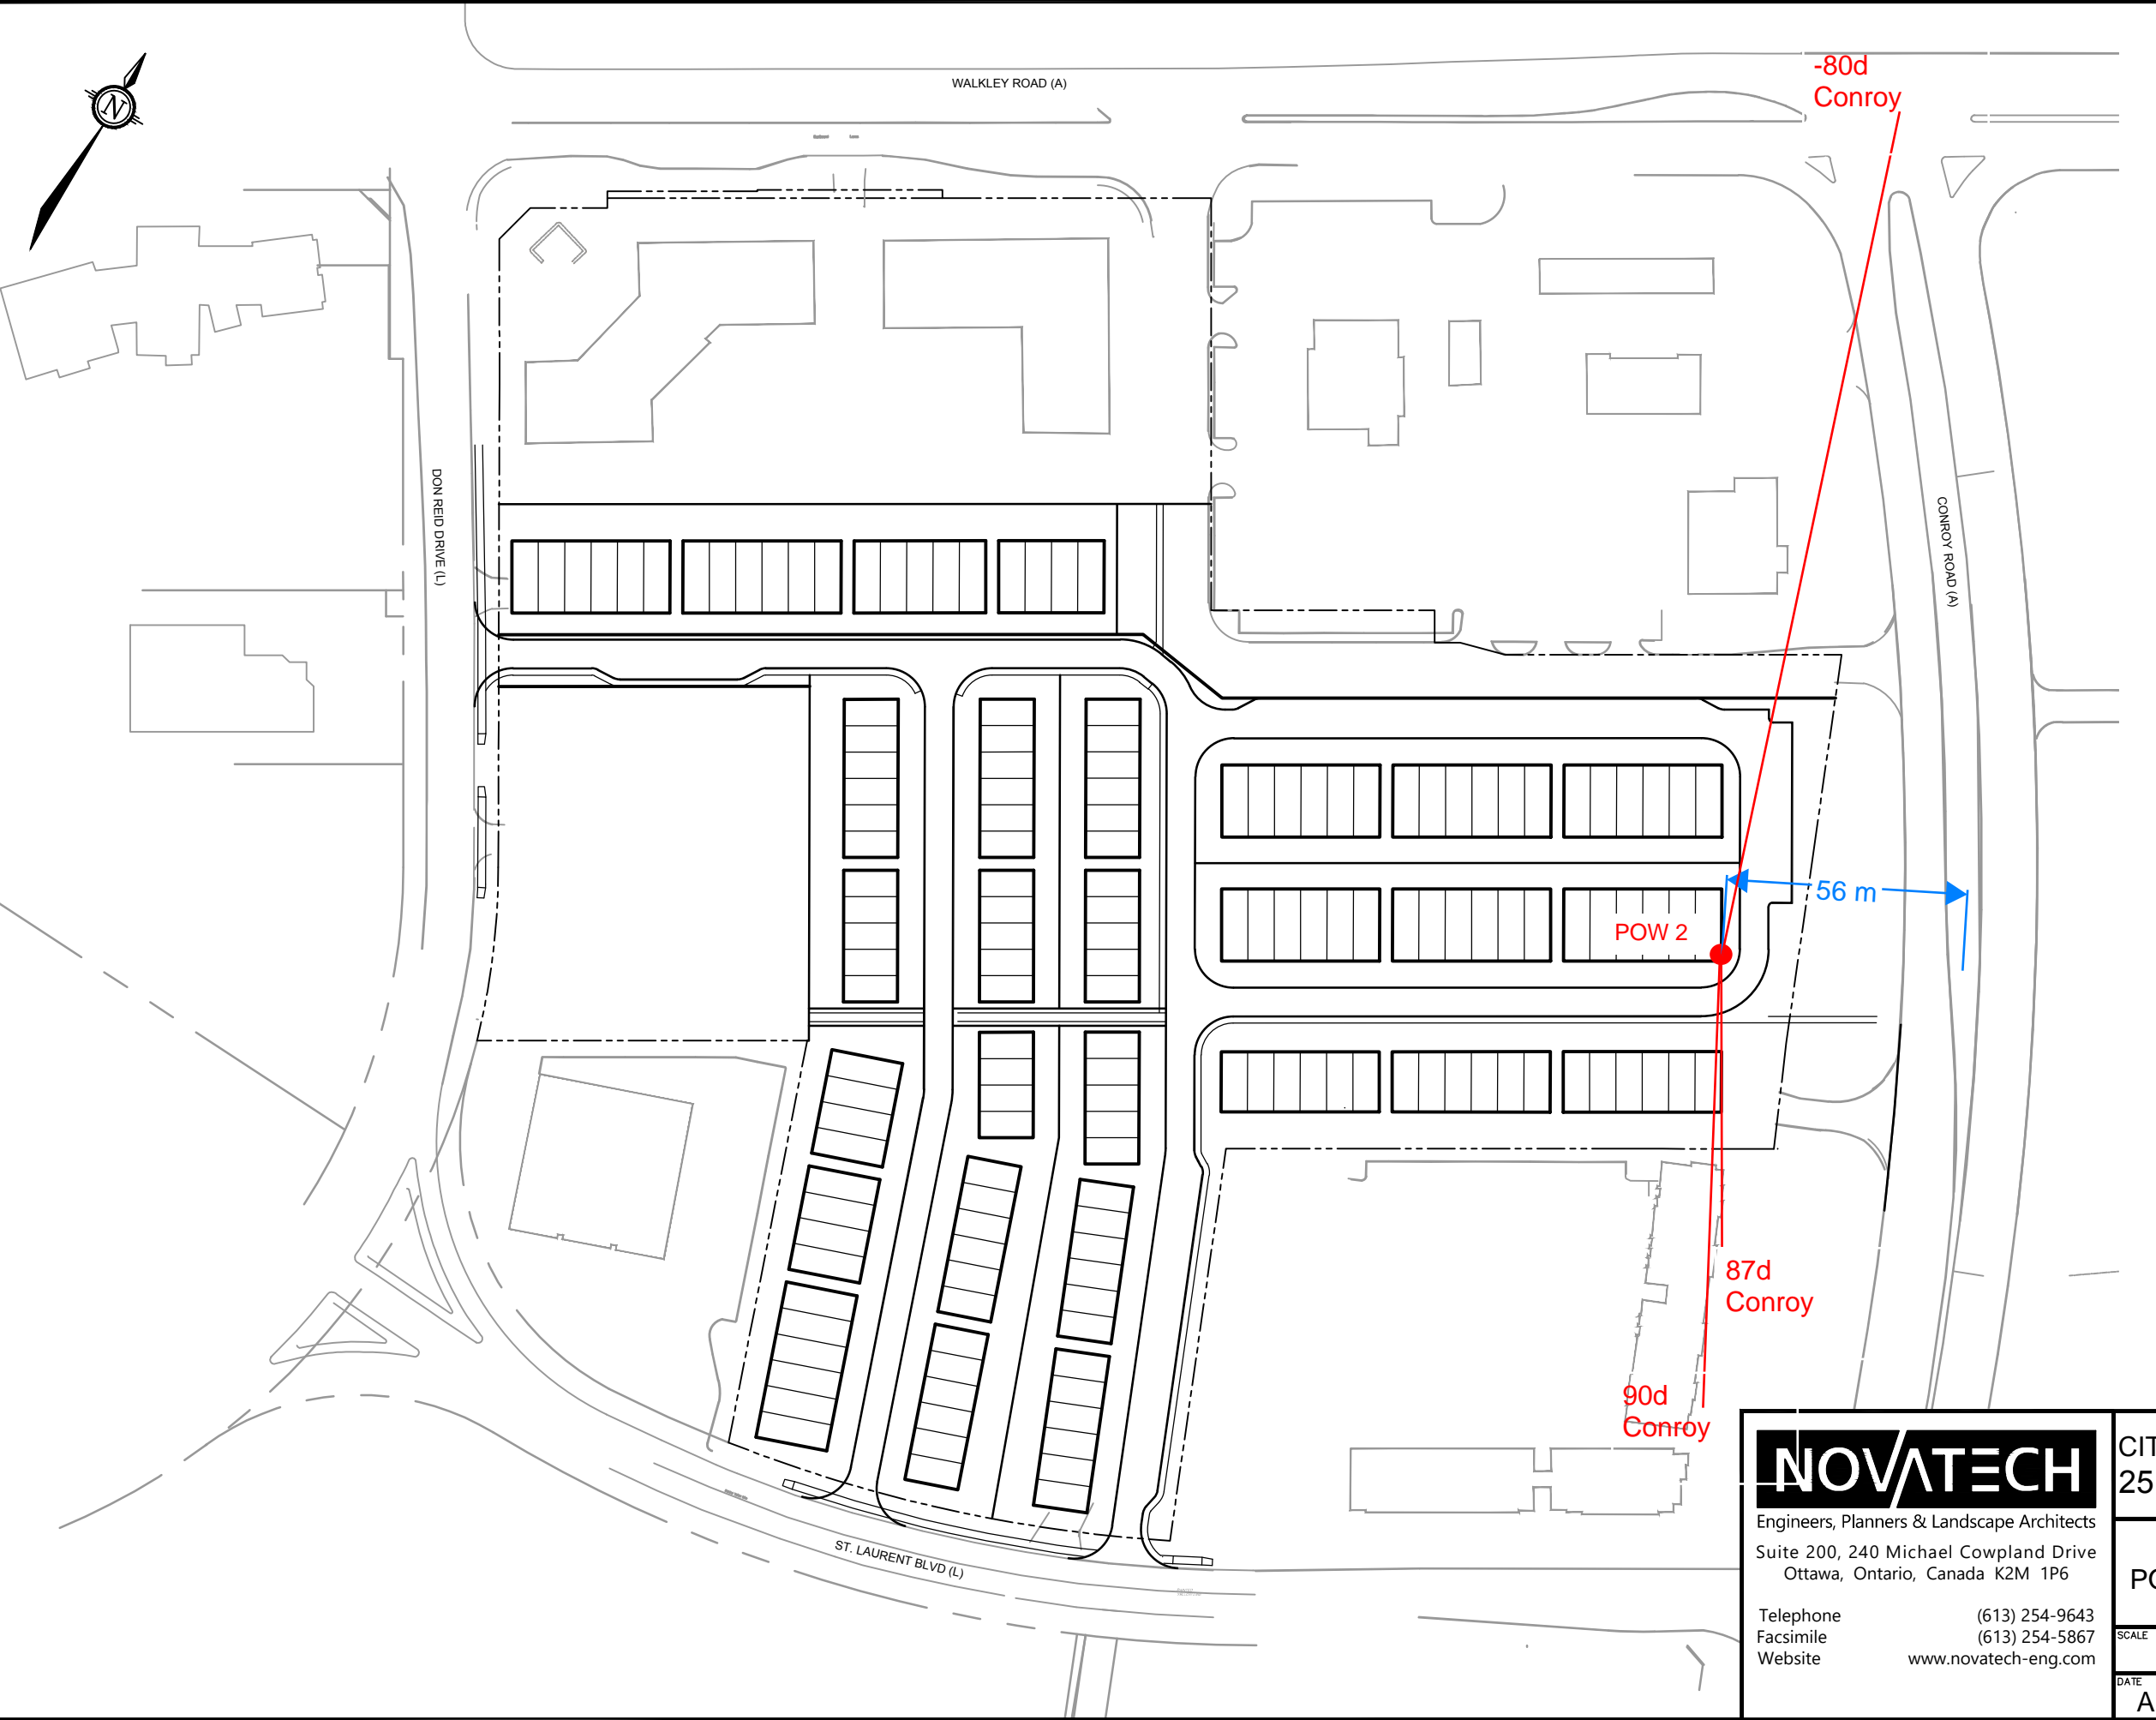 -80d
Conroy
WALKLEY ROAD (A)
N
DON REID DRIVE (L)
CONROY ROAD (A)
56 m
POW 2
87d
Conroy
90d
Conroy
ST. LAURENT BLVD (L)
NOVATECH
Engineers, Planners & Landscape Architects
Suite 200, 240 Michael Cowpland Drive
Ottawa, Ontario, Canada K2M 1P6
Telephone (613) 254-9643
Facsimile (613) 254-5867
Website www.novatech-eng.com
CIT
25
SCALE
DATE
A